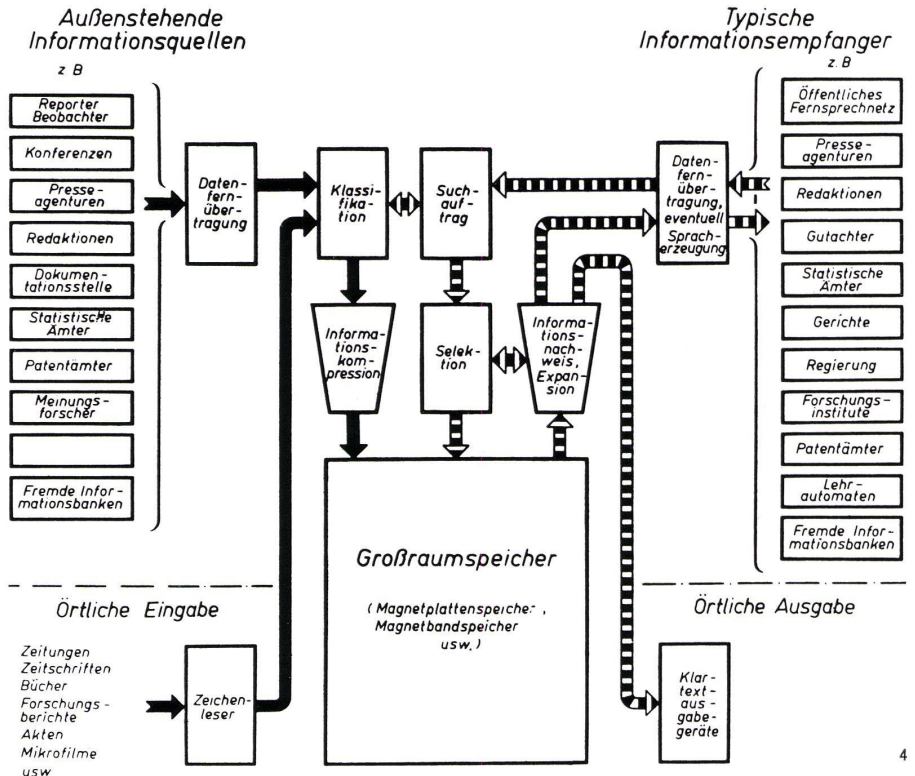 Außenstehende
Informationsquellen
z. B
Reporter
Beobachter
Konferenzen
Presse-
agenturen
Redaktionen
Dokumen-
tationsstelle
Statistische
Ämter
Patentämter
Meinungs-
forscher
Fremde Infor-
mationsbanken
Daten-
fern-
über-
tragung
Klassi-
fika-
tion
Such-
auf-
trag
Informa-
tions-
kom-
pression
Selek-
tion
Informa-
tions-
nach-
weis,
Expan-
sion
Daten-
fern-
über-
tragung,
eventuell
Sprach-
erzeugung
Typische
Informationsempfanger
z. B
Öffentliches
Fernsprechnetz
Presse-
agenturen
Redaktionen
Gutachter
Statistische
Ämter
Gerichte
Regierung
Forschungs-
institute
Patentämter
Lehr-
automaten
Fremde Infor-
mationsbanken
Großraumspeicher
(Magnetplattenspeicher,
Magnetbandspeicher
usw.)
Örtliche Eingabe
Zeitungen
Zeitschriften
Bücher
Forschungs-
berichte
Akten
Mikrofilme
usw
Zeichen-
leser
Örtliche Ausgabe
Klar-
text-
aus-
gabe-
geräte
4